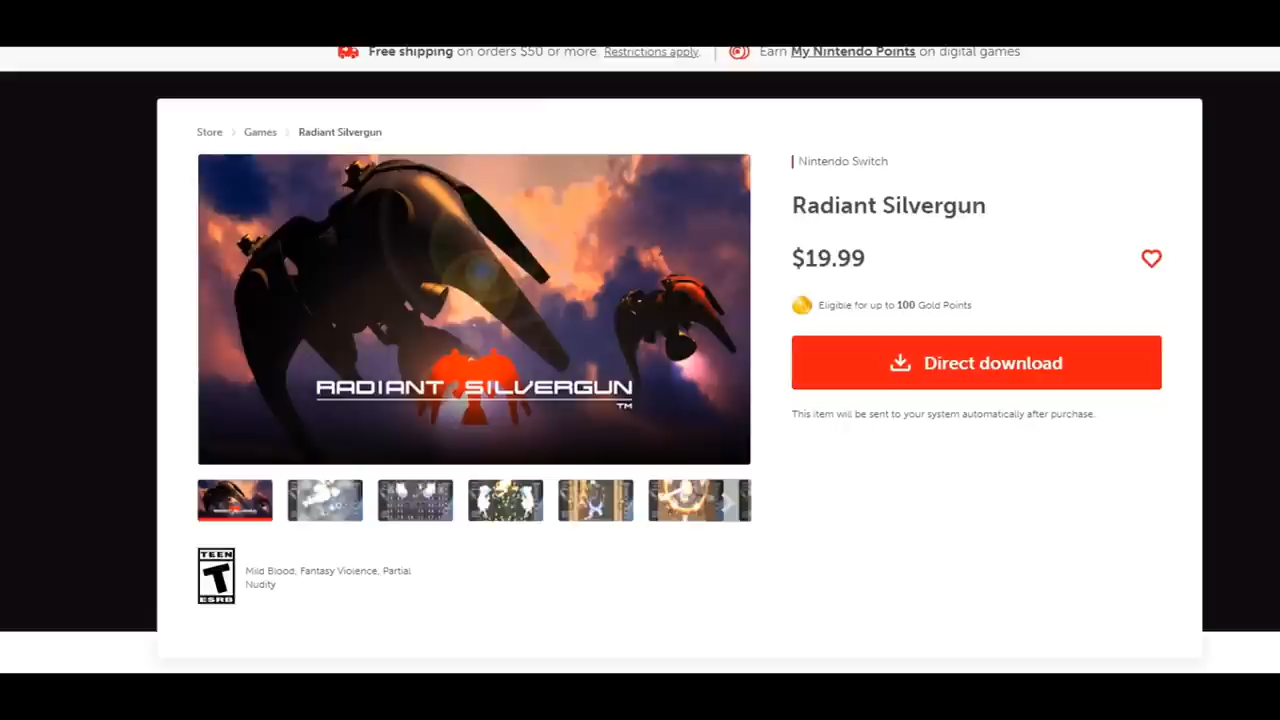 Free shipping on orders $50 or more. Restrictions apply.
Earn My Nintendo Points on digital games
Store > Games > Radiant Silvergun
Nintendo Switch
Radiant Silvergun
$19.99
Eligible for up to 100 Gold Points
Direct download
This item will be sent to your system automatically after purchase.
RADIANT SILVERGUN
TM
TEEN
T
ESRB
Mild Blood, Fantasy Violence, Partial
Nudity